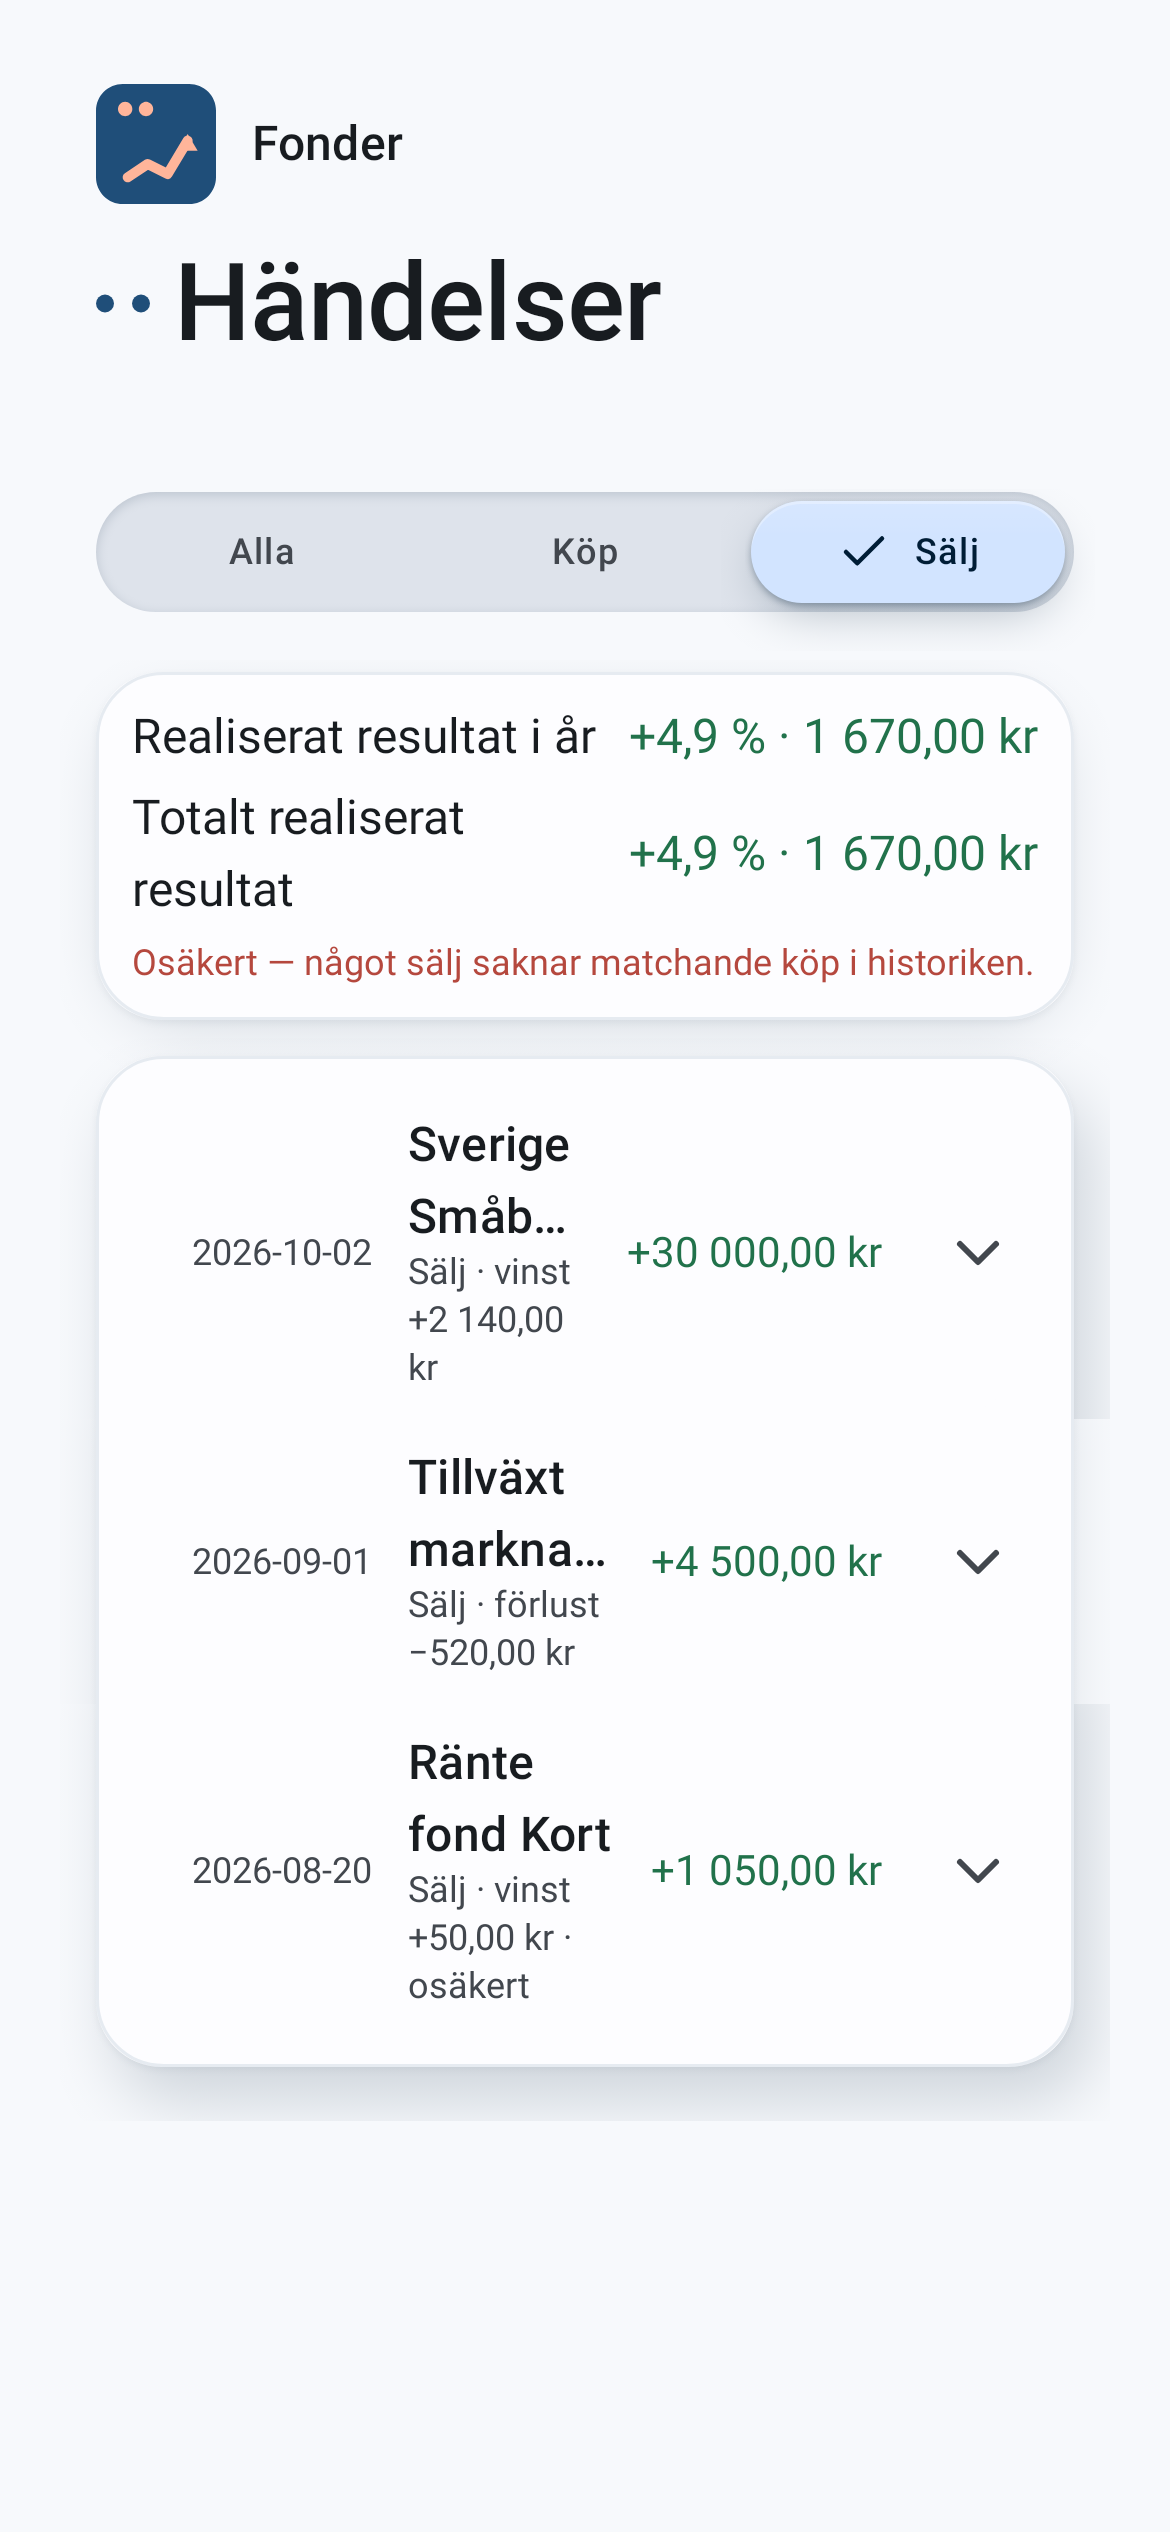 Fonder
Händelser
Alla
Köp
Sälj
Realiserat resultat i år
+4,9 % · 1 670,00 kr
Totalt realiserat
resultat
+4,9 % · 1 670,00 kr
Osäkert — något sälj saknar matchande köp i historiken.
2026-10-02
Sverige
Småb…
Sälj · vinst
+2 140,00
kr
+30 000,00 kr
2026-09-01
Tillväxt
markna…
Sälj · förlust
−520,00 kr
+4 500,00 kr
2026-08-20
Ränte
fond Kort
Sälj · vinst
+50,00 kr ·
osäkert
+1 050,00 kr